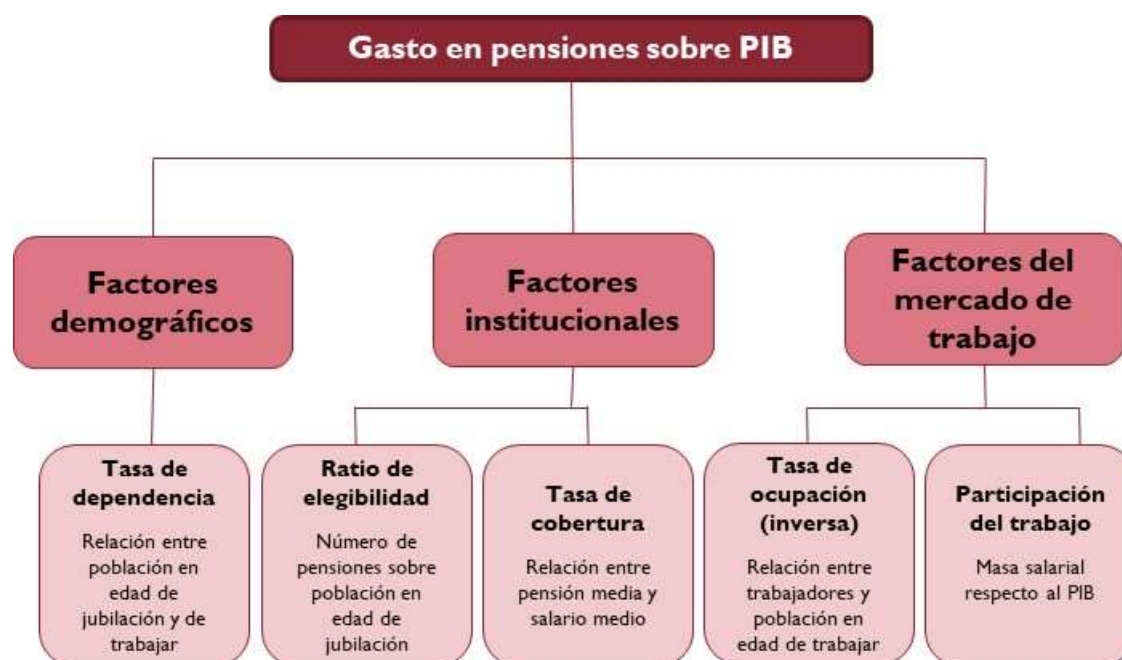 Gasto en pensiones sobre PIB
Factores
demográficos
Factores
institucionales
Factores del
mercado de
trabajo
Tasa de
dependencia
Relación entre
población en
edad de
jubilación y de
trabajar
Ratio de
elegibilidad
Número de
pensiones sobre
población en
edad de
jubilación
Tasa de
cobertura
Relación entre
pensión media y
salario medio
Tasa de
ocupación
(inversa)
Relación entre
trabajadores y
población en
edad de trabajar
Participación
del trabajo
Masa salarial
respecto al PIB